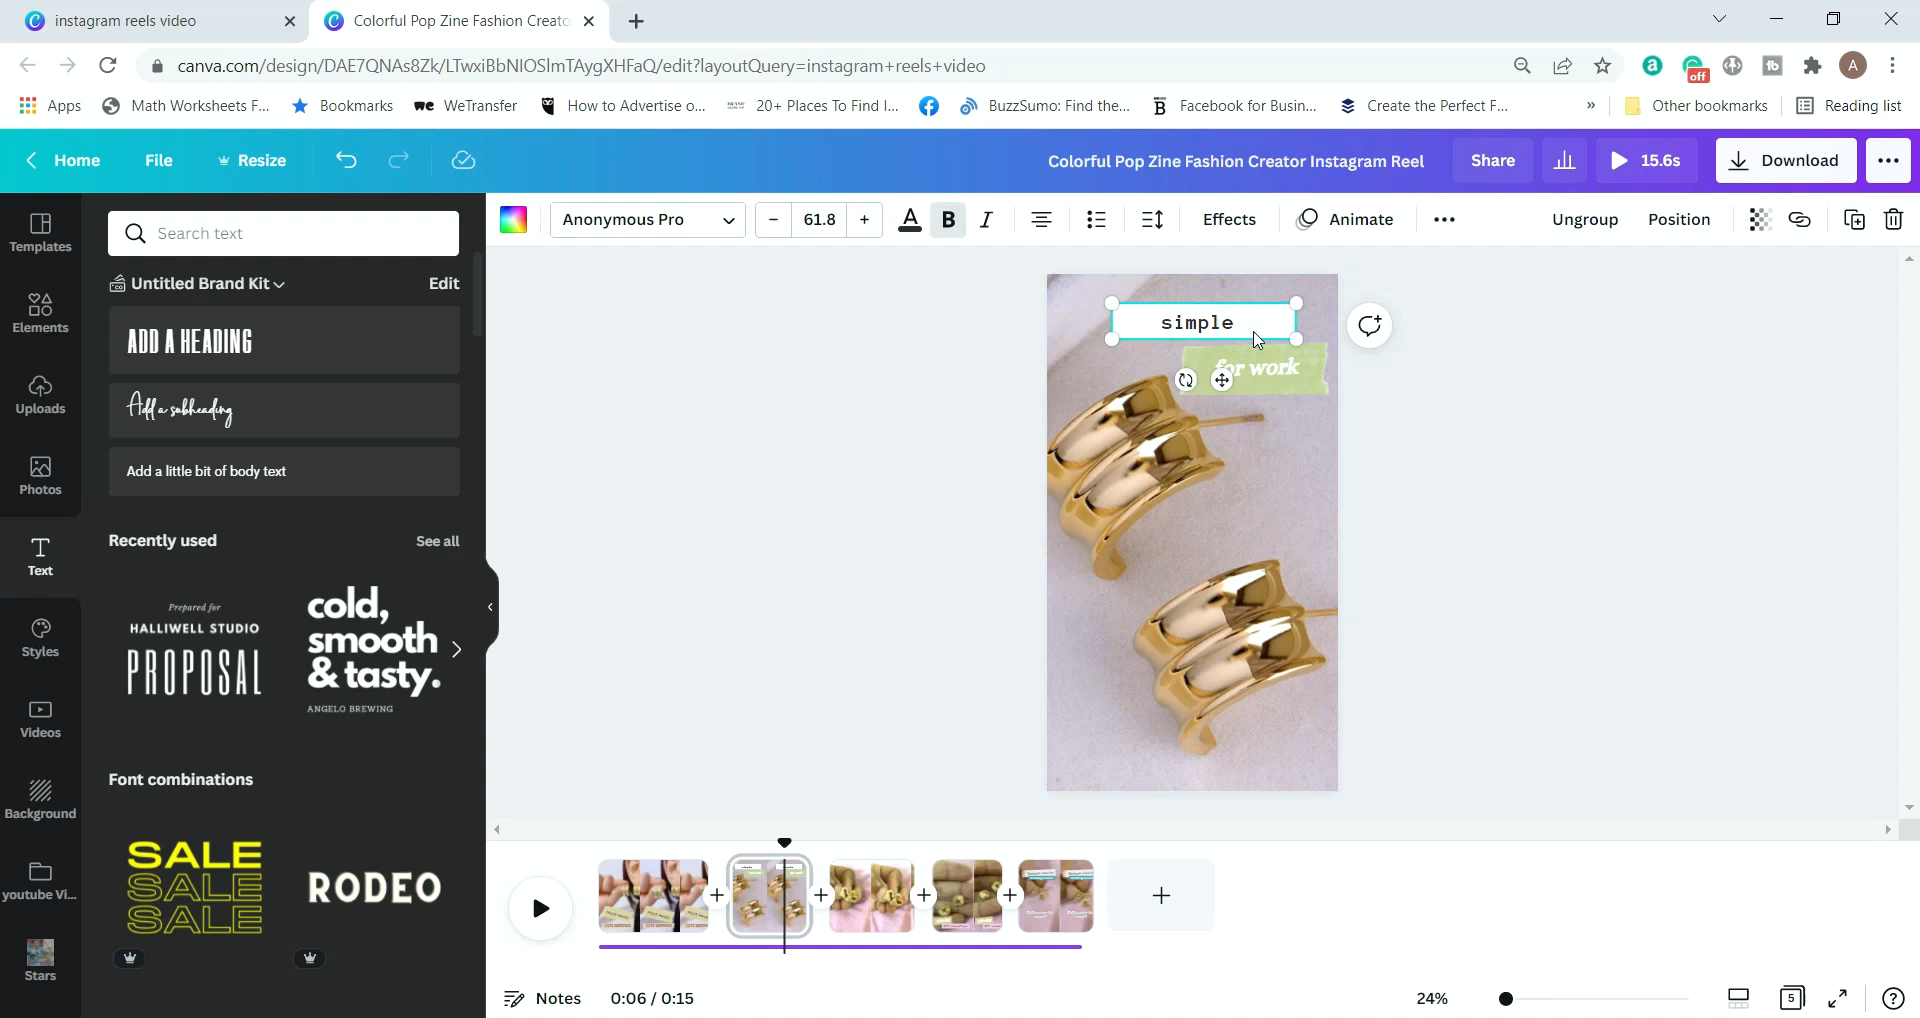 instagram reels video
Colorful Pop Zine Fashion Creato
canva.com/design/DAE7QNAs8Zk/LTwxiBbNIOSlmTAygXHFaQ/edit?layoutQuery=instagram+reels+video
off
A
Apps
Math Worksheets F...
Bookmarks
WeTransfer
How to Advertise o...
20+ Places To Find I...
BuzzSumo: Find the...
Facebook for Busin...
Create the Perfect F...
»
Other bookmarks
Reading list
Home
File
Resize
Colorful Pop Zine Fashion Creator Instagram Reel
Share
15.6s
Download
Templates
Elements
Uploads
Photos
Text
Styles
Videos
Background
youtube Vi...
Stars
Search text
Untitled Brand Kit
Edit
ADD A HEADING
Add a subheading
Add a little bit of body text
Recently used
See all
Prepared for
HALLIWELL STUDIO
PROPOSAL
cold,
smooth
& tasty.
ANGELO BREWING
Font combinations
SALE
SALE
SALE
RODEO
Anonymous Pro
- 61.8 +
A
B
I
Effects
Animate
Ungroup
Position
simple
for work
Notes
0:06 / 0:15
24%
5
?